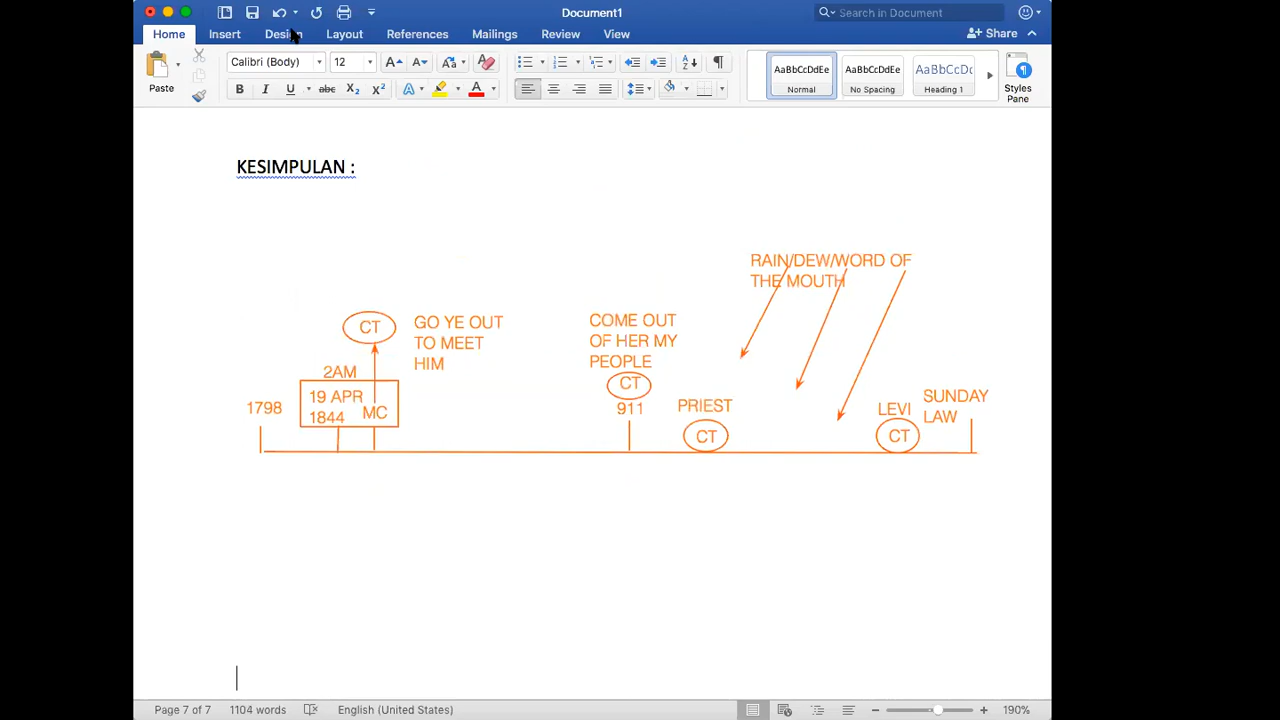 Document1
Search in Document
Home Insert Design Layout References Mailings Review View
Share
Paste
Calibri (Body)
12
AaBbCcDdEe
Normal
AaBbCcDdEe
No Spacing
AaBbCcDc
Heading 1
Styles
Pane
KESIMPULAN :
RAIN/DEW/WORD OF
THE MOUTH
CT
GO YE OUT
TO MEET
HIM
COME OUT
OF HER MY
PEOPLE
CT
911
2AM
19 APR
1844
MC
1798
PRIEST
CT
LEVI
CT
SUNDAY
LAW
Page 7 of 7
1104 words
English (United States)
190%